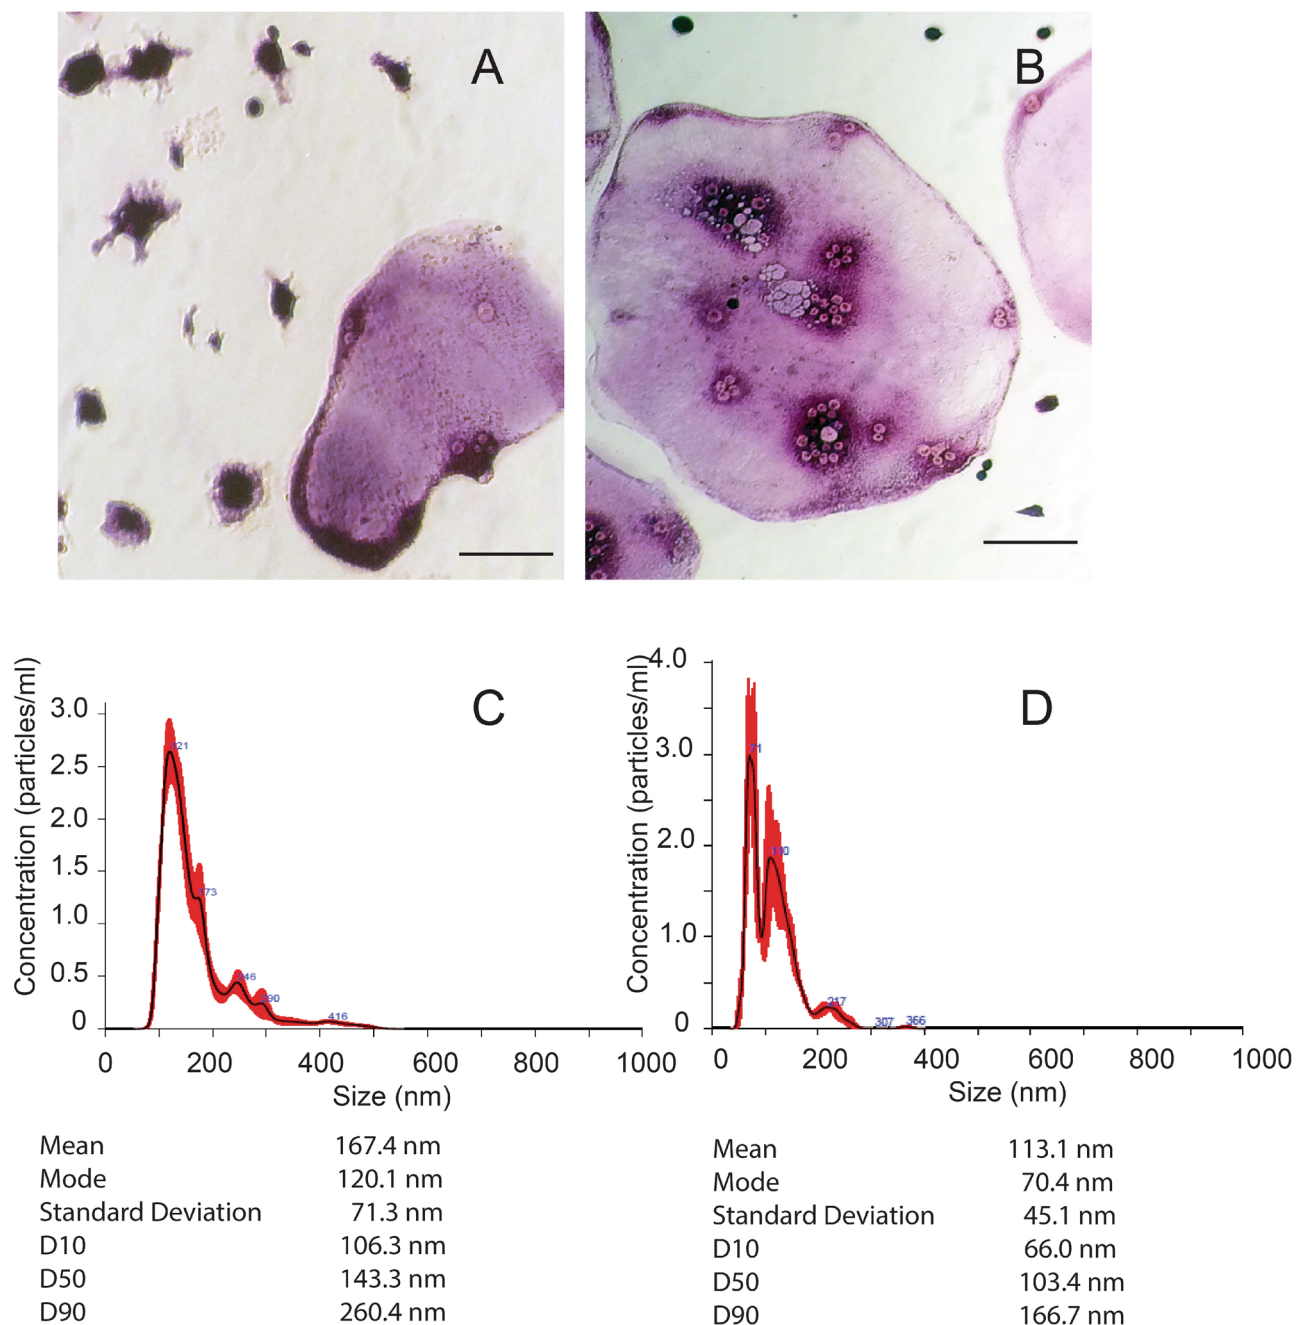 A
B
C
Concentration (particles/ml)
3.0
2.5
2.0
1.5
1.0
0.5
0
121
173
246
290
416
0 200 400 600 800 1000
Size (nm)
D
Concentration (particles/ml)
4.0
3.0
2.0
1.0
0
71
110
217
307
366
0 200 400 600 800 1000
Size (nm)
Mean 167.4 nm
Mode 120.1 nm
Standard Deviation 71.3 nm
D10 106.3 nm
D50 143.3 nm
D90 260.4 nm
Mean 113.1 nm
Mode 70.4 nm
Standard Deviation 45.1 nm
D10 66.0 nm
D50 103.4 nm
D90 166.7 nm